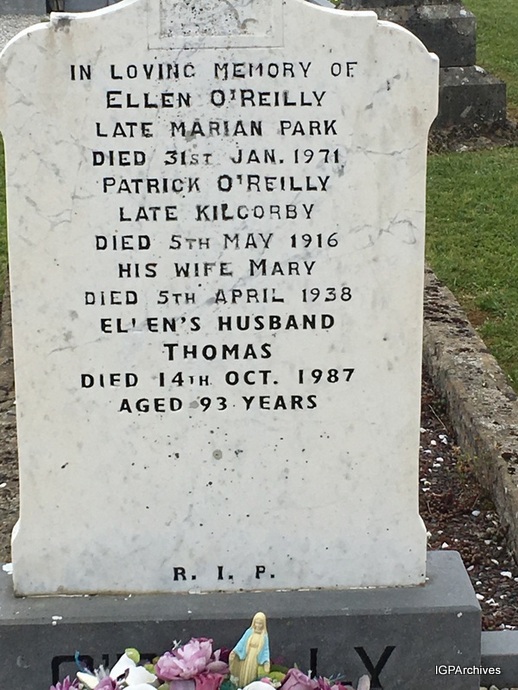 IN LOVING MEMORY OF
ELLEN O'REILLY
LATE MARIAN PARK
DIED 31ST JAN. 1971
PATRICK O'REILLY
LATE KILCORBY
DIED 5TH MAY 1916
HIS WIFE MARY
DIED 5TH APRIL 1938
ELLEN'S HUSBAND
THOMAS
DIED 14TH OCT. 1987
AGED 93 YEARS
R. I. P.
IGPArchives